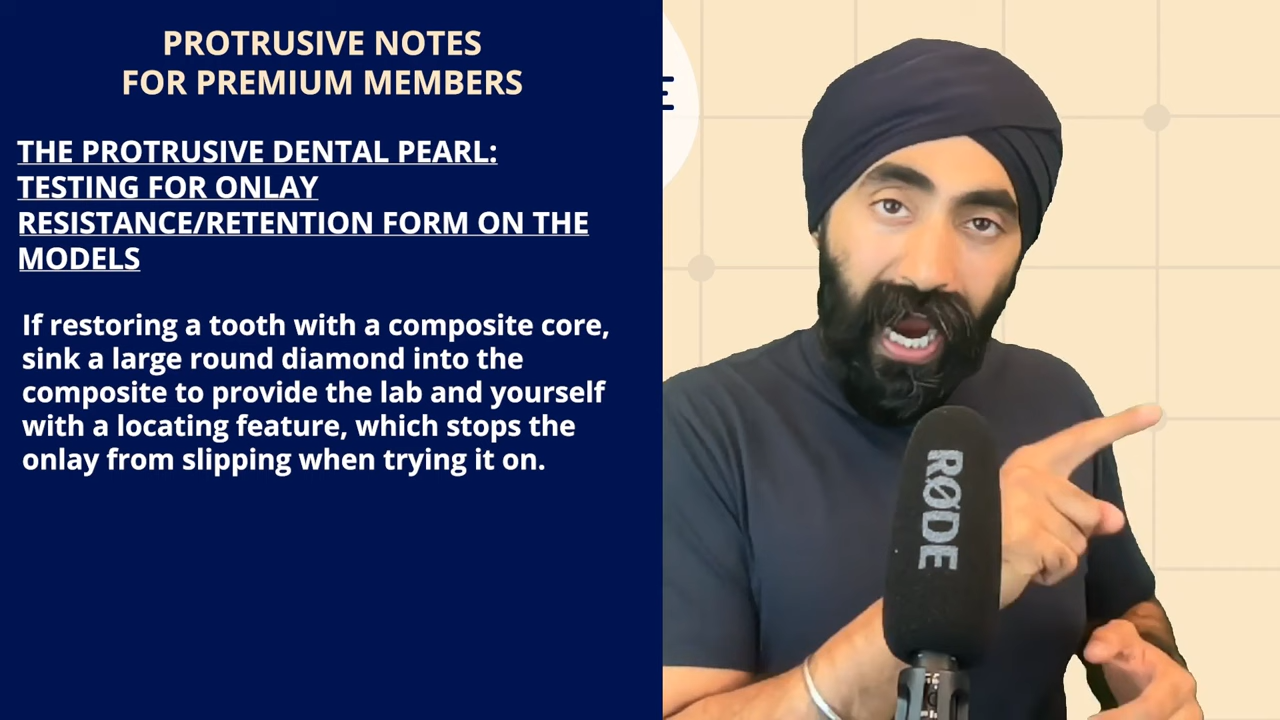 PROTRUSIVE NOTES
FOR PREMIUM MEMBERS
THE PROTRUSIVE DENTAL PEARL:
TESTING FOR ONLAY
RESISTANCE/RETENTION FORM ON THE
MODELS
If restoring a tooth with a composite core,
sink a large round diamond into the
composite to provide the lab and yourself
with a locating feature, which stops the
onlay from slipping when trying it on.
E
RØDE